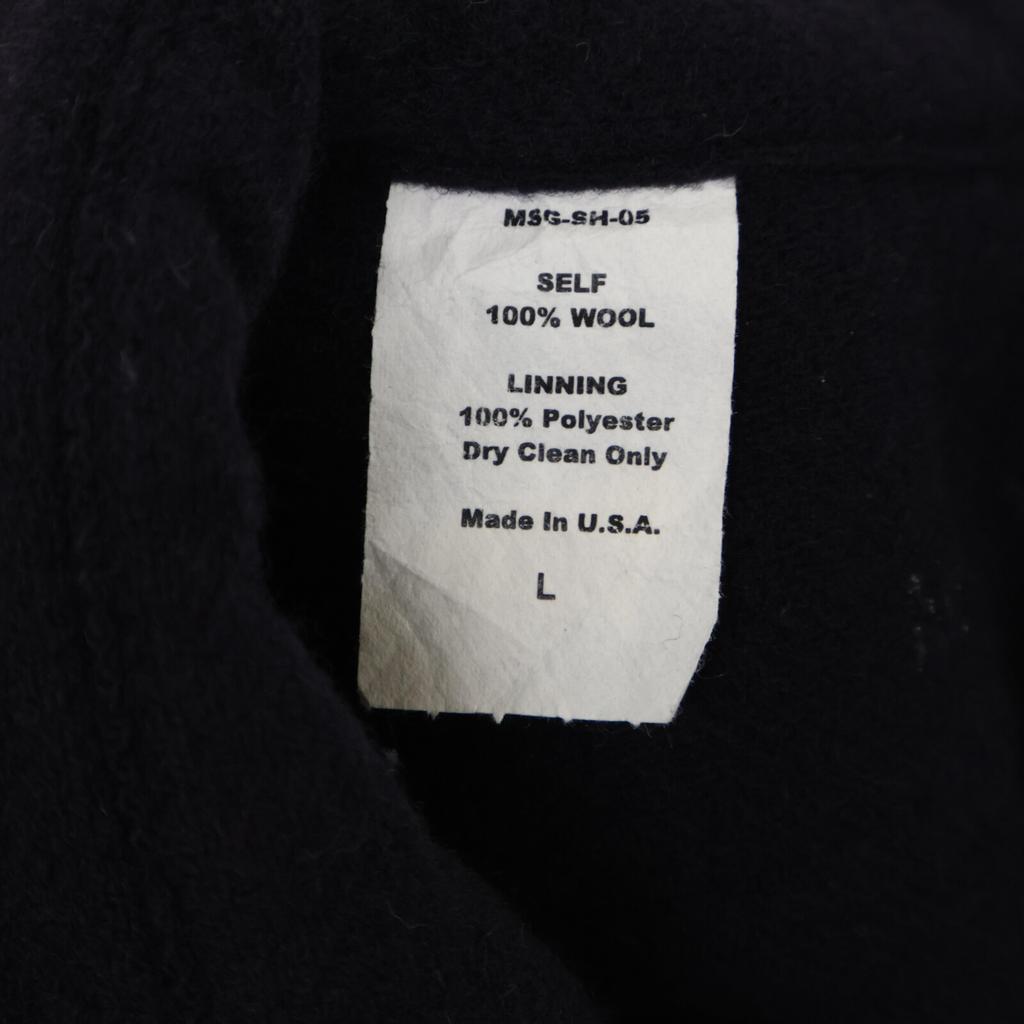 MSG-SH-05
SELF
100% WOOL
LINNING
100% Polyester
Dry Clean Only
Made In U.S.A.
L